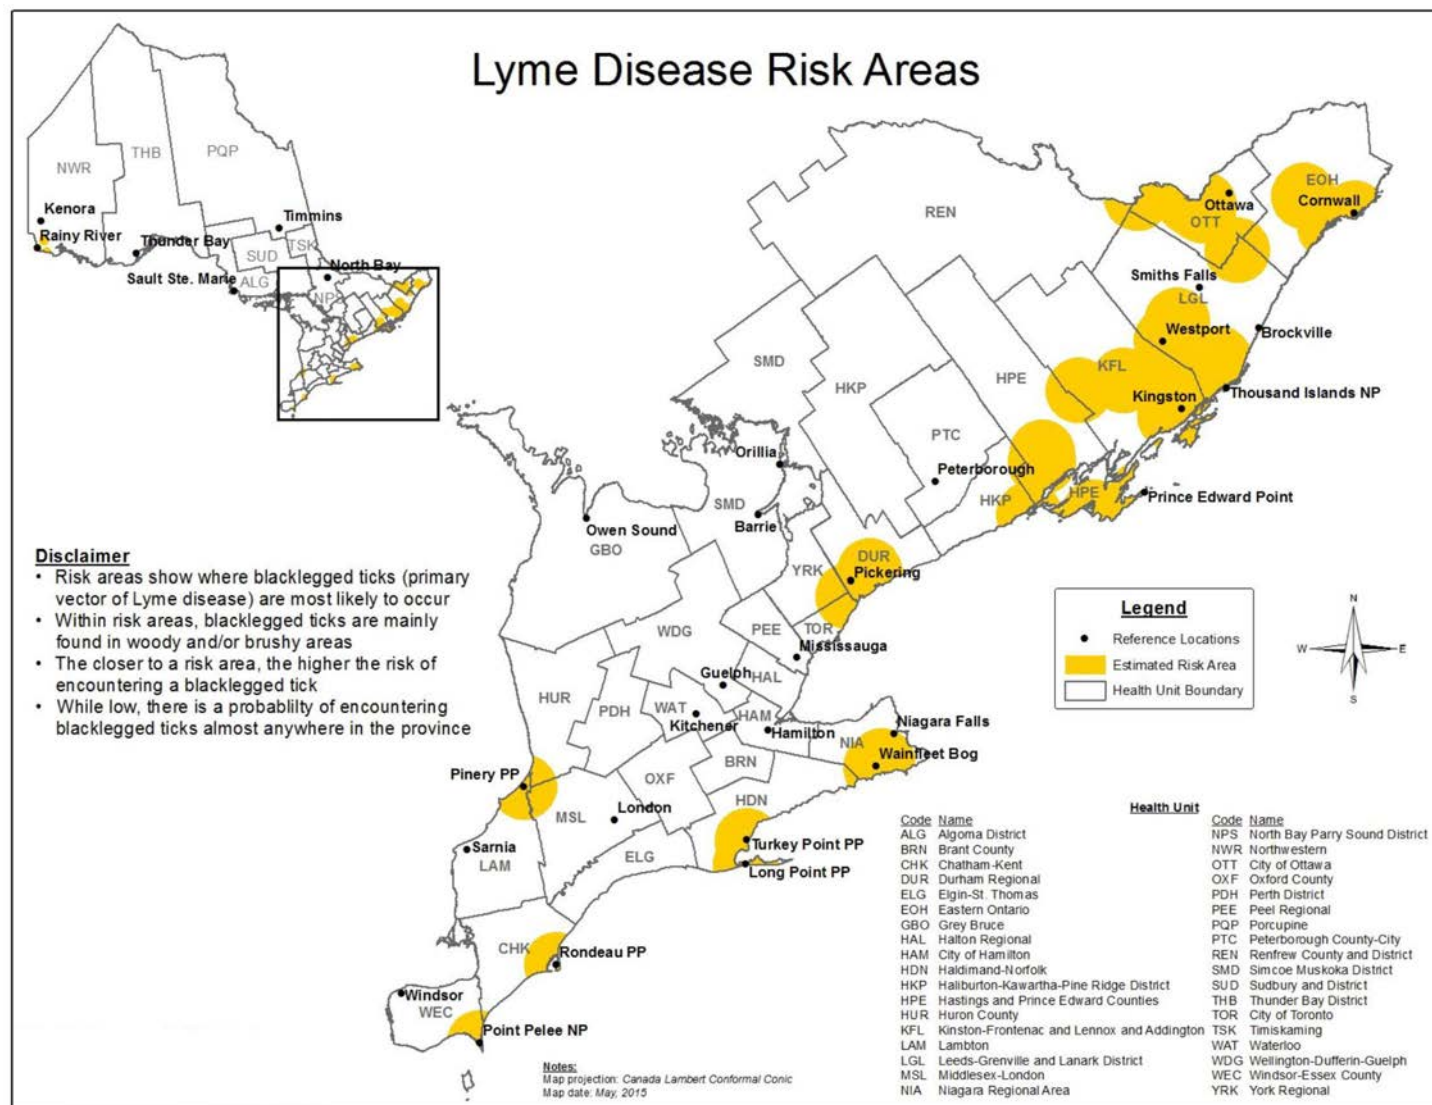 Lyme Disease Risk Areas
NWR
THB
PQP
Kenora
Rainy River
Thunder Bay
Timmins
TSK
SUD
Sault Ste. Marie
ALG
North Bay
NPS
REN
EOH
Cornwall
Ottawa
OTT
Smiths Falls
LGL
Westport
Brockville
KFL
Thousand Islands NP
Kingston
SMD
HKP
HPE
PTC
Peterborough
HKP
HPE
Prince Edward Point
Orillia
SMD
Barrie
Owen Sound
GBO
YRK
DUR
Pickering
WDG
PEE
TOR
Mississauga
Guelph
HAL
HUR
PDH
WAT
Kitchener
HAM
Hamilton
Niagara Falls
NIA
Wainfleet Bog
BRN
OXF
Pinery PP
MSL
London
HDN
Turkey Point PP
Long Point PP
ELG
Sarnia
LAM
CHK
Rondeau PP
Windsor
WEC
Point Pelee NP
Disclaimer
• Risk areas show where blacklegged ticks (primary
vector of Lyme disease) are most likely to occur
• Within risk areas, blacklegged ticks are mainly
found in woody and/or brushy areas
• The closer to a risk area, the higher the risk of
encountering a blacklegged tick
• While low, there is a probablilty of encountering
blacklegged ticks almost anywhere in the province
Legend
Reference Locations
Estimated Risk Area
Health Unit Boundary
N
W
E
S
Health Unit
Code Name
ALG Algoma District
BRN Brant County
CHK Chatham-Kent
DUR Durham Regional
ELG Elgin-St. Thomas
EOH Eastern Ontario
GBO Grey Bruce
HAL Halton Regional
HAM City of Hamilton
HDN Haldimand-Norfolk
HKP Haliburton-Kawartha-Pine Ridge District
HPE Hastings and Prince Edward Counties
HUR Huron County
KFL Kinston-Frontenac and Lennox and Addington
LAM Lambton
LGL Leeds-Grenville and Lanark District
MSL Middlesex-London
NIA Niagara Regional Area
Code Name
NPS North Bay Parry Sound District
NWR Northwestern
OTT City of Ottawa
OXF Oxford County
PDH Perth District
PEE Peel Regional
PQP Porcupine
PTC Peterborough County-City
REN Renfrew County and District
SMD Simcoe Muskoka District
SUD Sudbury and District
THB Thunder Bay District
TOR City of Toronto
TSK Timiskaming
WAT Waterloo
WDG Wellington-Dufferin-Guelph
WEC Windsor-Essex County
YRK York Regional
Notes:
Map projection: Canada Lambert Conformal Conic
Map date: May, 2015